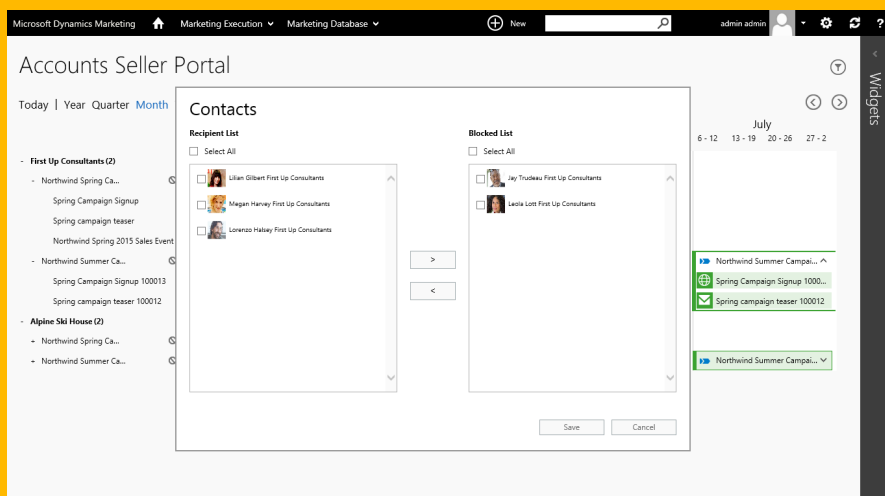 Microsoft Dynamics Marketing Marketing Execution Marketing Database New admin admin ?
Accounts Seller Portal
Widgets
Today | Year Quarter Month
July
6 - 12 13 - 19 20 - 26 27 - 2
- First Up Consultants (2)
- Northwind Spring Ca...
Spring Campaign Signup
Spring campaign teaser
Northwind Spring 2015 Sales Event
- Northwind Summer Ca...
Spring Campaign Signup 100013
Spring campaign teaser 100012
- Alpine Ski House (2)
+ Northwind Spring Ca...
+ Northwind Summer Ca...
Contacts
Recipient List
Select All
Lilian Gilbert First Up Consultants
Megan Harvey First Up Consultants
Lorenzo Halsey First Up Consultants
>
<
Blocked List
Select All
Jay Trudeau First Up Consultants
Leola Lott First Up Consultants
Save Cancel
Northwind Summer Campai...
Spring Campaign Signup 1000...
Spring campaign teaser 100012
Northwind Summer Campai...